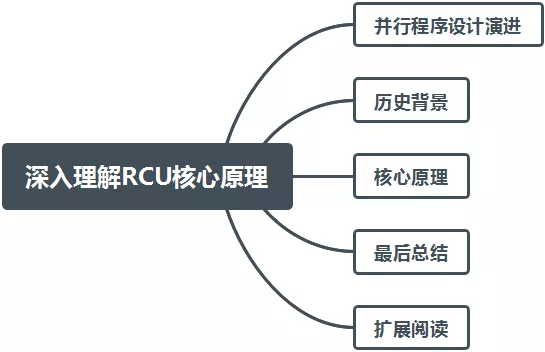 并行程序设计演进
历史背景
深入理解RCU核心原理
核心原理
最后总结
扩展阅读